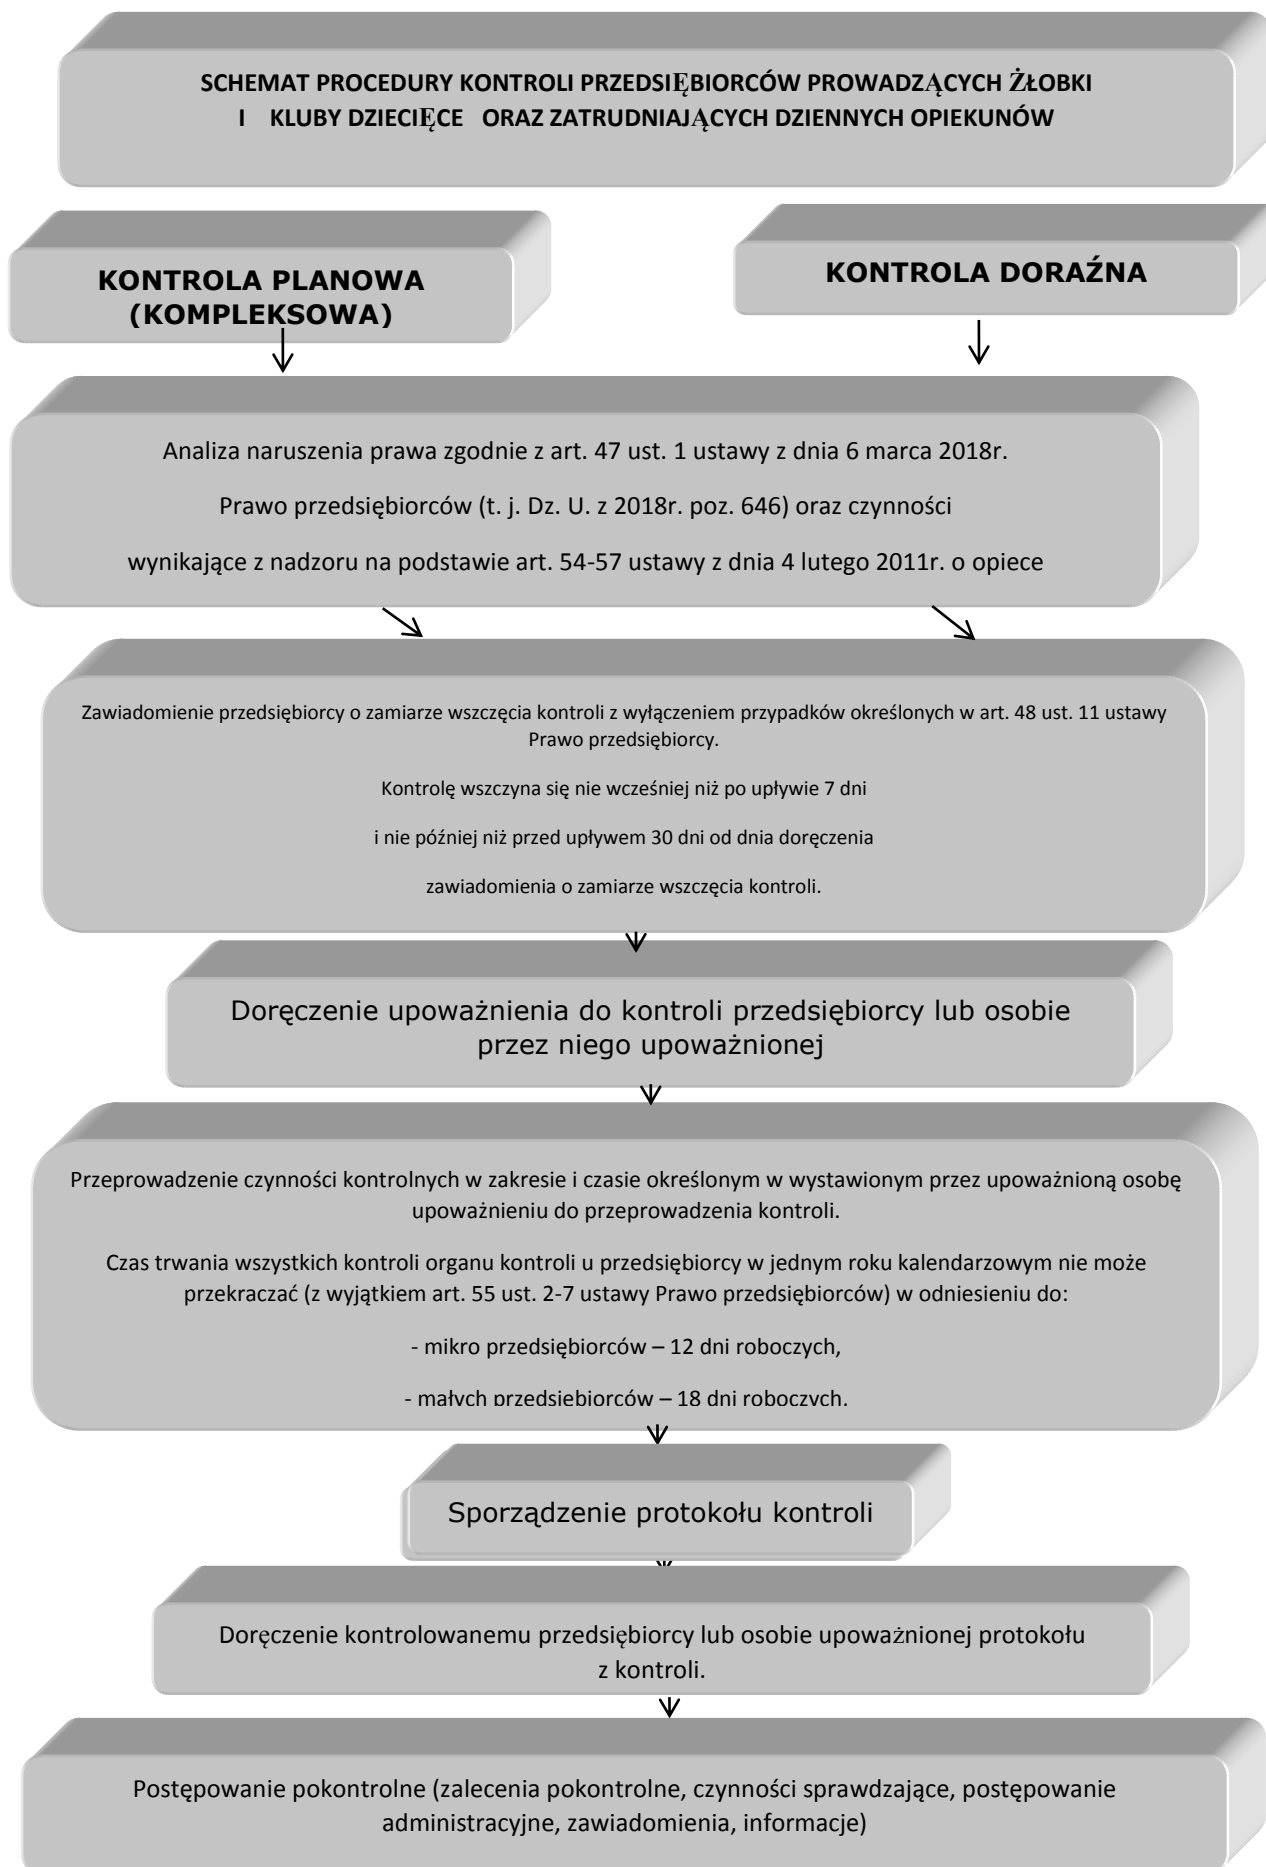 SCHEMAT PROCEDURY KONTROLI PRZEDSIĘBIORCÓW PROWADZĄCYCH ŻŁOBKI
I KLUBY DZIECIĘCE ORAZ ZATRUDNIAJĄCYCH DZIENNYCH OPIEKUNÓW
KONTROLA PLANOWA
(KOMPLEKSOWA)
KONTROLA DORAŹNA
Analiza naruszenia prawa zgodnie z art. 47 ust. 1 ustawy z dnia 6 marca 2018r.
Prawo przedsiębiorców (t. j. Dz. U. z 2018r. poz. 646) oraz czynności
wynikające z nadzoru na podstawie art. 54-57 ustawy z dnia 4 lutego 2011r. o opiece
Zawiadomienie przedsiębiorcy o zamiarze wszczęcia kontroli z wyłączeniem przypadków określonych w art. 48 ust. 11 ustawy
Prawo przedsiębiorcy.
Kontrolę wszczyna się nie wcześniej niż po upływie 7 dni
i nie później niż przed upływem 30 dni od dnia doręczenia
zawiadomienia o zamiarze wszczęcia kontroli.
Doręczenie upoważnienia do kontroli przedsiębiorcy lub osobie
przez niego upoważnionej
Przeprowadzenie czynności kontrolnych w zakresie i czasie określonym w wystawionym przez upoważnioną osobę
upoważnieniu do przeprowadzenia kontroli.
Czas trwania wszystkich kontroli organu kontroli u przedsiębiorcy w jednym roku kalendarzowym nie może
przekraczać (z wyjątkiem art. 55 ust. 2-7 ustawy Prawo przedsiębiorców) w odniesieniu do:
- mikro przedsiębiorców – 12 dni roboczych,
- małych przedsiębiorców – 18 dni roboczych.
Sporządzenie protokołu kontroli
Doręczenie kontrolowanemu przedsiębiorcy lub osobie upoważnionej protokołu
z kontroli.
Postępowanie pokontrolne (zalecenia pokontrolne, czynności sprawdzające, postępowanie
administracyjne, zawiadomienia, informacje)